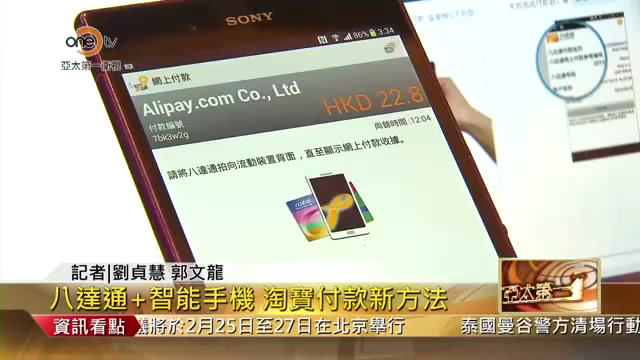 one tv
亞太第一衛視
SONY
86%
3:34
網上付款
Alipay.com Co., Ltd
付款編號:
7bk3w2g
HKD 22.8
尚餘時間:12:04
請將八達通拍向流動裝置背面，直至顯示網上付款收據。
記者|劉貞慧 郭文龍
八達通+智能手機 淘寶付款新方法
亞太第一
資訊看點
將於2月25日至27日在北京舉行
泰國曼谷警方清場行動